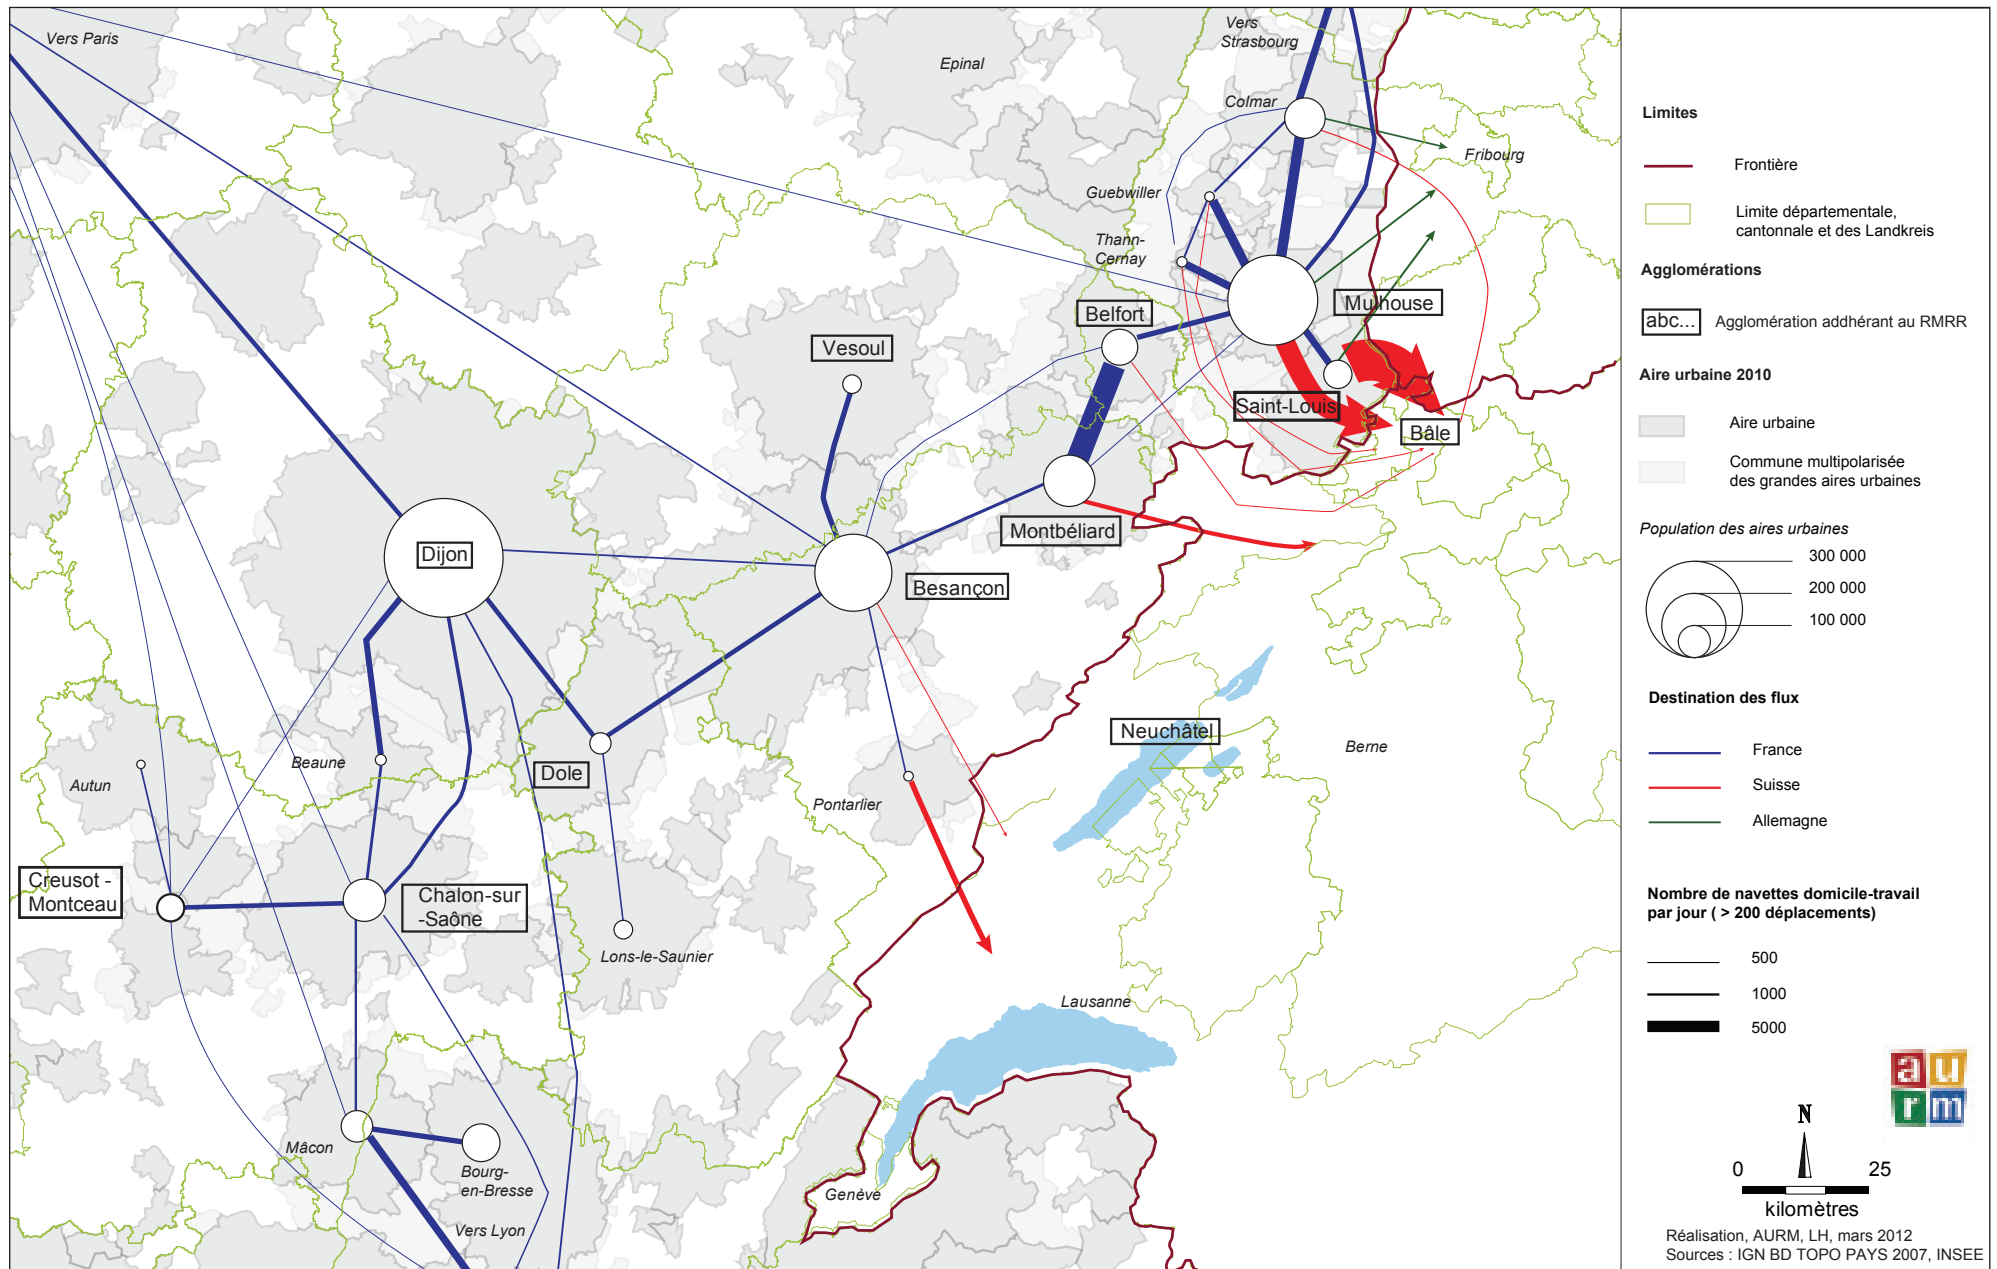 Vers Paris
Epinal
Vers
Strasbourg
Colmar
Fribourg
Guebwiller
Thann-
Cernay
Mulhouse
Belfort
Vesoul
Saint-Louis
Bâle
Montbéliard
Dijon
Besançon
Neuchâtel
Berne
Beaune
Dole
Autun
Pontarlier
Creusot -
Montceau
Chalon-sur
-Saône
Lons-le-Saunier
Lausanne
Mâcon
Bourg-
en-Bresse
Genève
Vers Lyon
Limites
Frontière
Limite départementale,
cantonnale et des Landkreis
Agglomérations
abc...
Agglomération addhérant au RMRR
Aire urbaine 2010
Aire urbaine
Commune multipolarisée
des grandes aires urbaines
Population des aires urbaines
300 000
200 000
100 000
Destination des flux
France
Suisse
Allemagne
Nombre de navettes domicile-travail
par jour ( > 200 déplacements)
500
1000
5000
a u
r m
N
0 25
kilomètres
Réalisation, AURM, LH, mars 2012
Sources : IGN BD TOPO PAYS 2007, INSEE